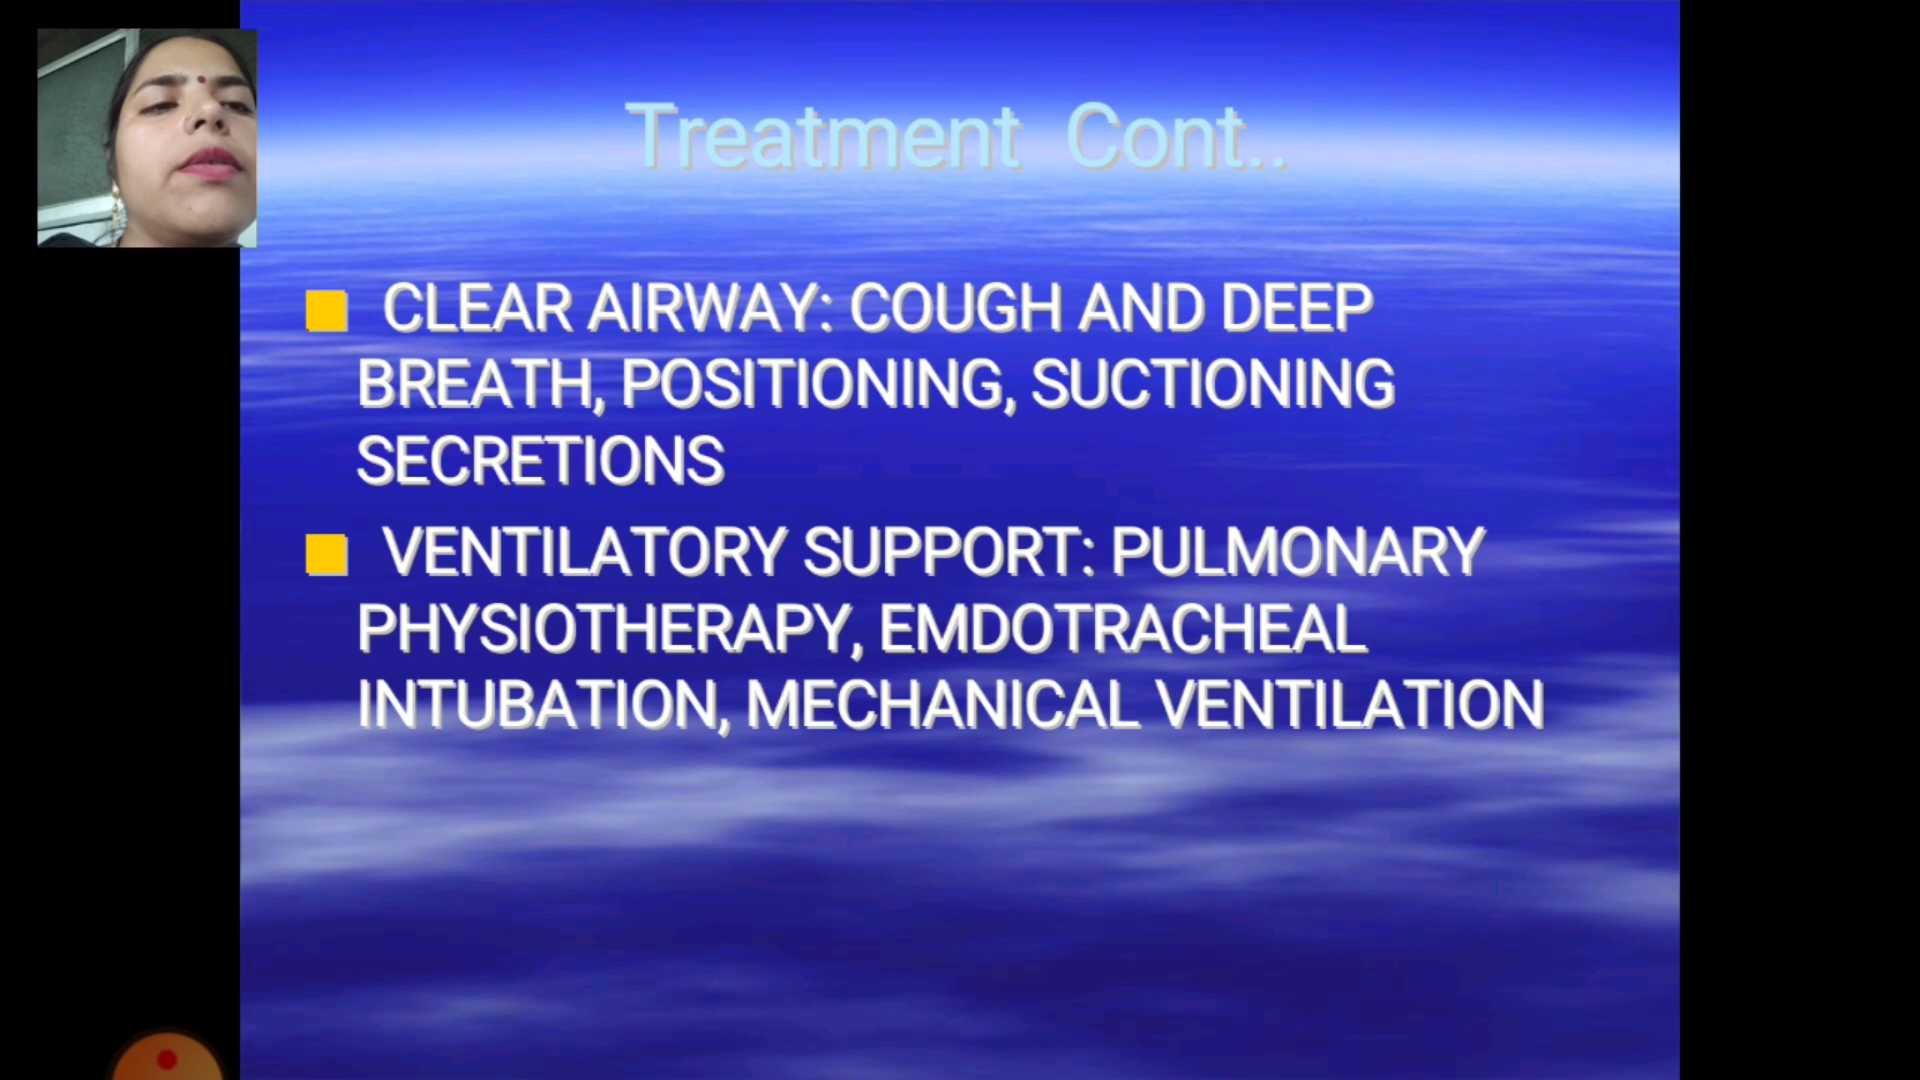 Treatment Cont..
CLEAR AIRWAY: COUGH AND DEEP
BREATH, POSITIONING, SUCTIONING
SECRETIONS
VENTILATORY SUPPORT: PULMONARY
PHYSIOTHERAPY, EMDOTRACHEAL
INTUBATION, MECHANICAL VENTILATION